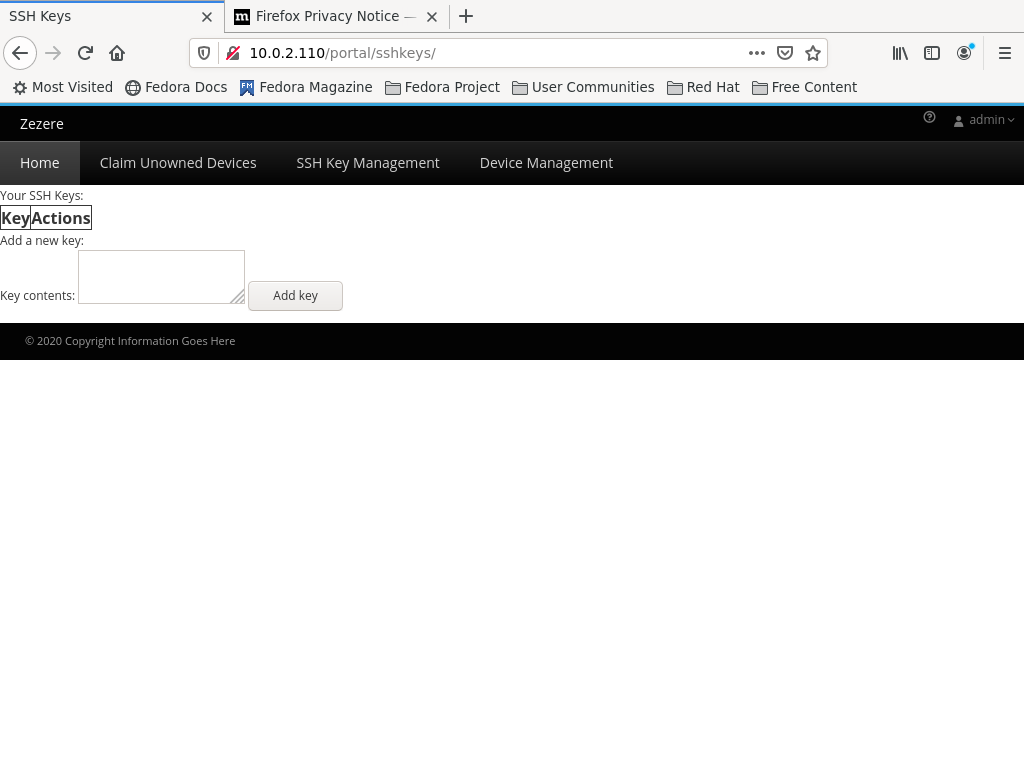 SSH Keys
Firefox Privacy Notice —
10.0.2.110/portal/sshkeys/
Most Visited Fedora Docs Fedora Magazine Fedora Project User Communities Red Hat Free Content
Zezere
admin
Home Claim Unowned Devices SSH Key Management Device Management
Your SSH Keys:
Key Actions
Add a new key:
Key contents: Add key
© 2020 Copyright Information Goes Here